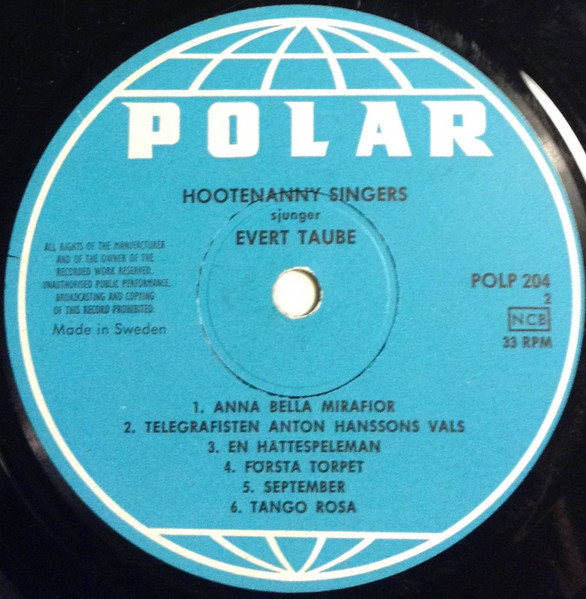 POLAR
HOOTENANNY SINGERS
sjunger
EVERT TAUBE
ALL RIGHTS OF THE MANUFACTURER
AND OF THE OWNER OF THE
RECORDED WORK RESERVED.
UNAUTHORISED PUBLIC PERFORMANCE,
BROADCASTING AND COPYING
OF THIS RECORD PROHIBITED.
Made in Sweden
POLP 204
2
NCB
33 RPM
1. ANNA BELLA MIRAFIOR
2. TELEGRAFISTEN ANTON HANSSONS VALS
3. EN HATTESPELEMAN
4. FÖRSTA TORPET
5. SEPTEMBER
6. TANGO ROSA